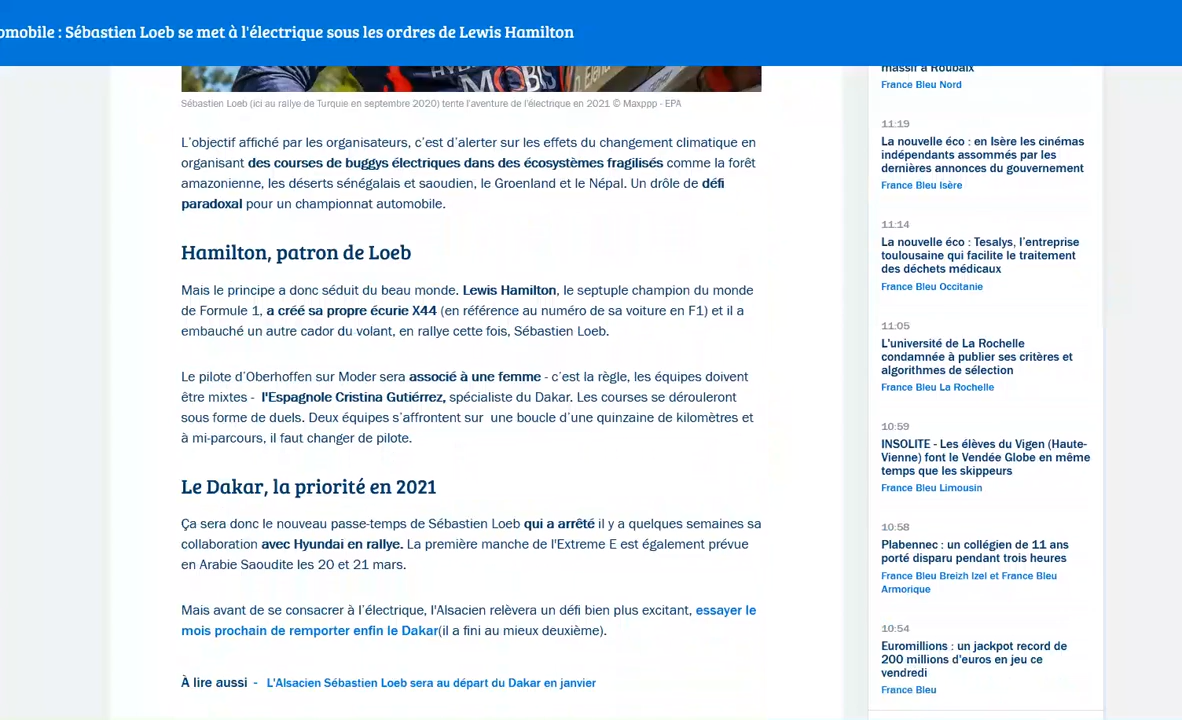 omobile : Sébastien Loeb se met à l'électrique sous les ordres de Lewis Hamilton
MOBIS
Sébastien Loeb (ici au rallye de Turquie en septembre 2020) tente l'aventure de l'électrique en 2021 © Maxppp - EPA
L'objectif affiché par les organisateurs, c'est d'alerter sur les effets du changement climatique en
organisant des courses de buggys électriques dans des écosystèmes fragilisés comme la forêt
amazonienne, les déserts sénégalais et saoudien, le Groenland et le Népal. Un drôle de défi
paradoxal pour un championnat automobile.
Hamilton, patron de Loeb
Mais le principe a donc séduit du beau monde. Lewis Hamilton, le septuple champion du monde
de Formule 1, a créé sa propre écurie X44 (en référence au numéro de sa voiture en F1) et il a
embauché un autre cador du volant, en rallye cette fois, Sébastien Loeb.
Le pilote d'Oberhoffen sur Moder sera associé à une femme - c'est la règle, les équipes doivent
être mixtes - l'Espagnole Cristina Gutiérrez, spécialiste du Dakar. Les courses se dérouleront
sous forme de duels. Deux équipes s'affrontent sur une boucle d'une quinzaine de kilomètres et
à mi-parcours, il faut changer de pilote.
Le Dakar, la priorité en 2021
Ça sera donc le nouveau passe-temps de Sébastien Loeb qui a arrêté il y a quelques semaines sa
collaboration avec Hyundai en rallye. La première manche de l'Extreme E est également prévue
en Arabie Saoudite les 20 et 21 mars.
Mais avant de se consacrer à l'électrique, l'Alsacien relèvera un défi bien plus excitant, essayer le
mois prochain de remporter enfin le Dakar(il a fini au mieux deuxième).
À lire aussi - L'Alsacien Sébastien Loeb sera au départ du Dakar en janvier
massif à Roubaix
France Bleu Nord
11:19
La nouvelle éco : en Isère les cinémas
indépendants assommés par les
dernières annonces du gouvernement
France Bleu Isère
11:14
La nouvelle éco : Tesalys, l'entreprise
toulousaine qui facilite le traitement
des déchets médicaux
France Bleu Occitanie
11:05
L'université de La Rochelle
condamnée à publier ses critères et
algorithmes de sélection
France Bleu La Rochelle
10:59
INSOLITE - Les élèves du Vigen (Haute-
Vienne) font le Vendée Globe en même
temps que les skippeurs
France Bleu Limousin
10:58
Plabennec : un collégien de 11 ans
porté disparu pendant trois heures
France Bleu Breizh Izel et France Bleu
Armorique
10:54
Euromillions : un jackpot record de
200 millions d'euros en jeu ce
vendredi
France Bleu